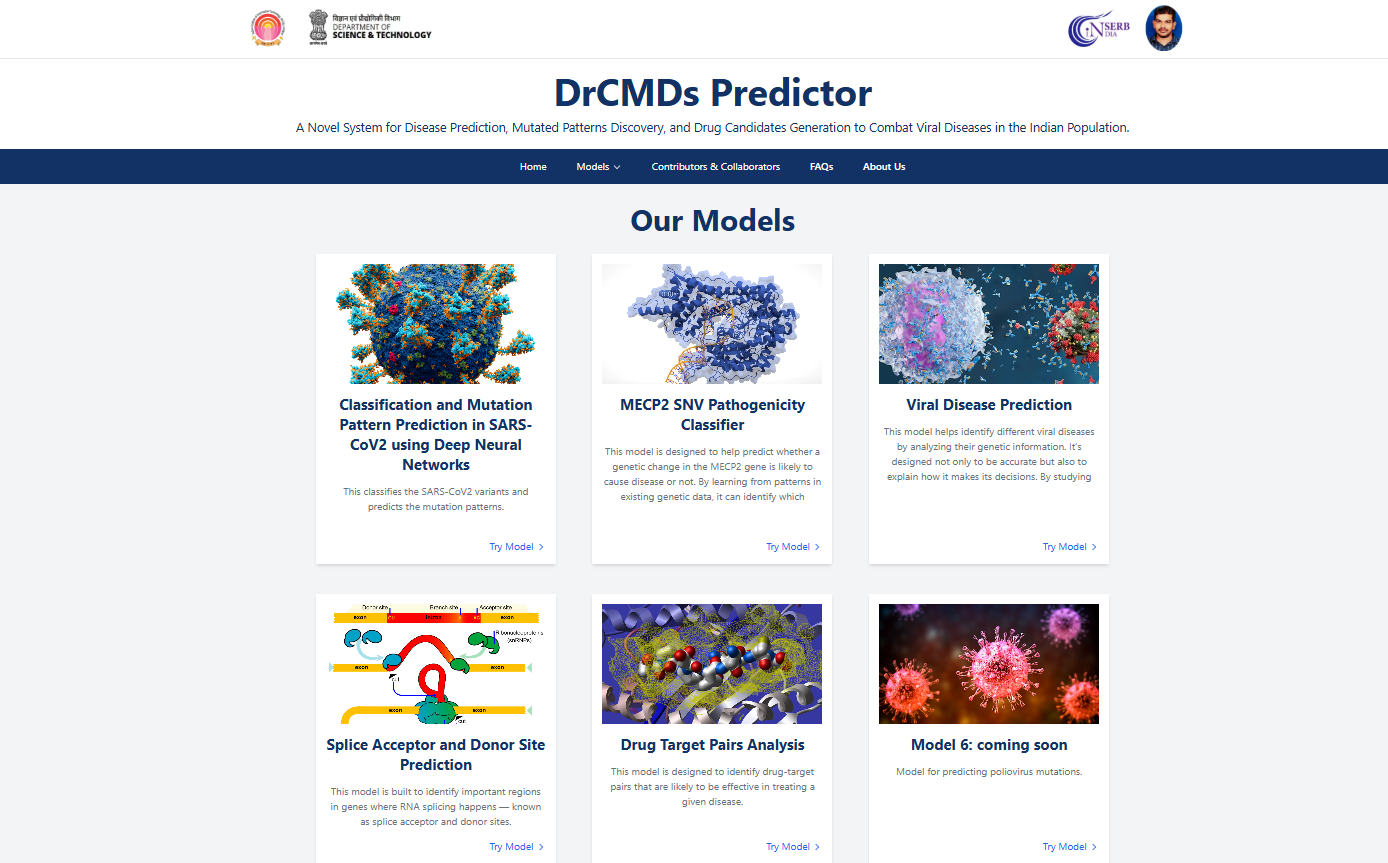 विज्ञान एवं प्रौद्योगिकी विभाग
DEPARTMENT OF
SCIENCE & TECHNOLOGY
SERB
DIA
DrCMDs Predictor
A Novel System for Disease Prediction, Mutated Patterns Discovery, and Drug Candidates Generation to Combat Viral Diseases in the Indian Population.
Home Models Contributors & Collaborators FAQs About Us
Our Models
Classification and Mutation
Pattern Prediction in SARS-
CoV2 using Deep Neural
Networks
This classifies the SARS-CoV2 variants and
predicts the mutation patterns.
Try Model
MECP2 SNV Pathogenicity
Classifier
This model is designed to help predict whether a
genetic change in the MECP2 gene is likely to
cause disease or not. By learning from patterns in
existing genetic data, it can identify which
Try Model
Viral Disease Prediction
This model helps identify different viral diseases
by analyzing their genetic information. It's
designed not only to be accurate but also to
explain how it makes its decisions. By studying
Try Model
Donor site Branch site Acceptor site
exon intron exon
Ribonucleoproteins
(snRNPs)
exon exon
cut
exon exon
cut
Splice Acceptor and Donor Site
Prediction
This model is built to identify important regions
in genes where RNA splicing happens — known
as splice acceptor and donor sites.
Try Model
Drug Target Pairs Analysis
This model is designed to identify drug-target
pairs that are likely to be effective in treating a
given disease.
Try Model
Model 6: coming soon
Model for predicting poliovirus mutations.
Try Model